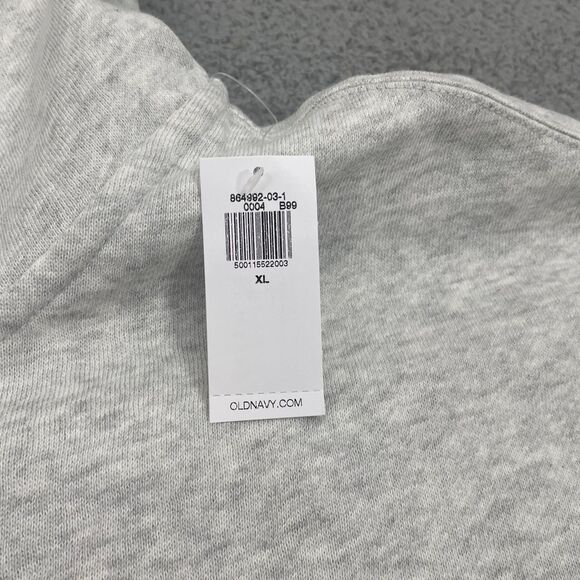 864992-03-1
0004 B99
500115522003
XL
OLDNAVY.COM